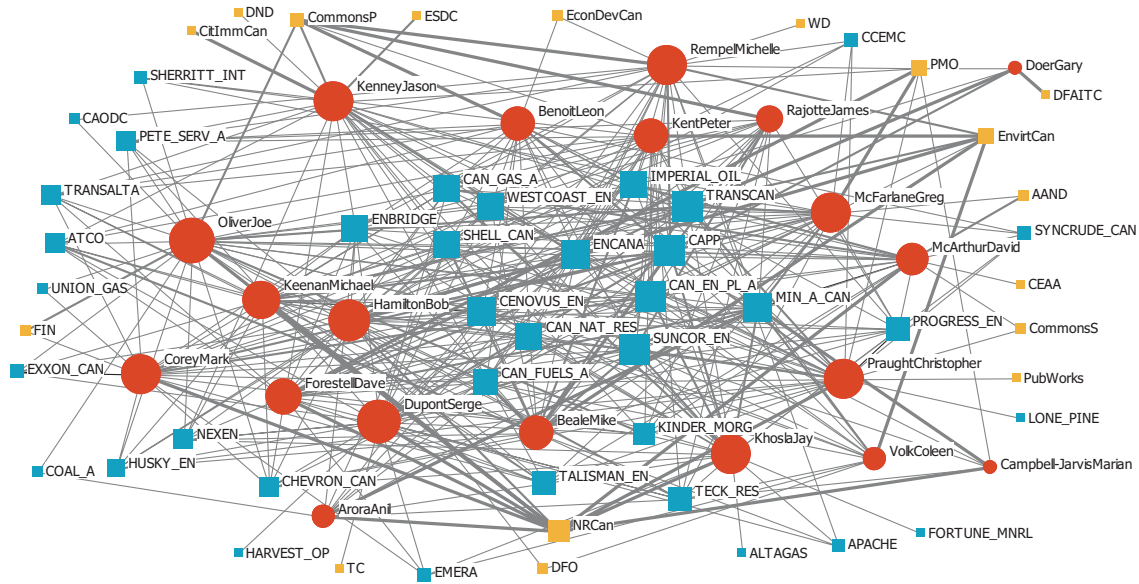 DND
CommonsP
ESDC
EconDevCan
WD
CitImmCan
CCEMC
RempelMichelle
PMO
DoerGary
SHERRITT_INT
KenneyJason
DFAITC
CAODC
BenoitLeon
KentPeter
RajotteJames
PETE_SERV_A
EnvirtCan
CAN_GAS_A
IMPERIAL_OIL
TRANSALTA
WESTCOAST_EN
TRANSCAN
McFarlaneGreg
AAND
OliverJoe
ENBRIDGE
SYNCRUDE_CAN
ATCO
SHELL_CAN
ENCANA
CAPP
McArthurDavid
UNION_GAS
KeenanMichael
CAN_EN_PL_A
MIN_A_CAN
CEAA
HamiltonBob
CENOVUS_EN
PROGRESS_EN
CommonsS
FIN
CAN_NAT_RES
SUNCOR_EN
CoreyMark
EXXON_CAN
CAN_FUELS_A
PraughtChristopher
PubWorks
ForestellDave
DupontSerge
LONE_PINE
BealeMike
KINDER_MORG
NEXEN
KhoslaJay
VolkColeen
COAL_A
HUSKY_EN
Campbell-JarvisMarian
CHEVRON_CAN
TALISMAN_EN
TECK_RES
AroraAnil
NRCan
FORTUNE_MNRL
HARVEST_OP
ALTAGAS
APACHE
TC
EMERA
DFO